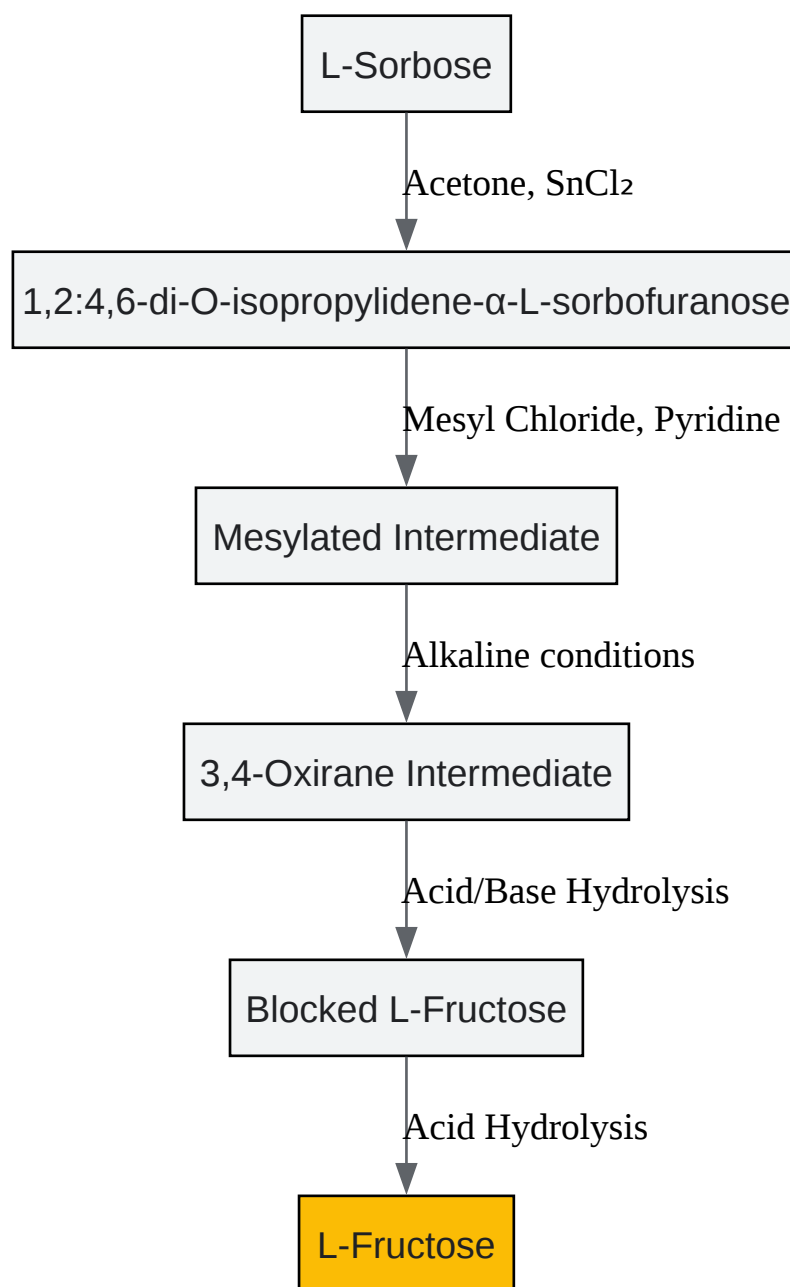 L-Sorbose
Acetone, SnCl₂
1,2:4,6-di-O-isopropylidene-α-L-sorbofuranose
Mesyl Chloride, Pyridine
Mesylated Intermediate
Alkaline conditions
3,4-Oxirane Intermediate
Acid/Base Hydrolysis
Blocked L-Fructose
Acid Hydrolysis
L-Fructose